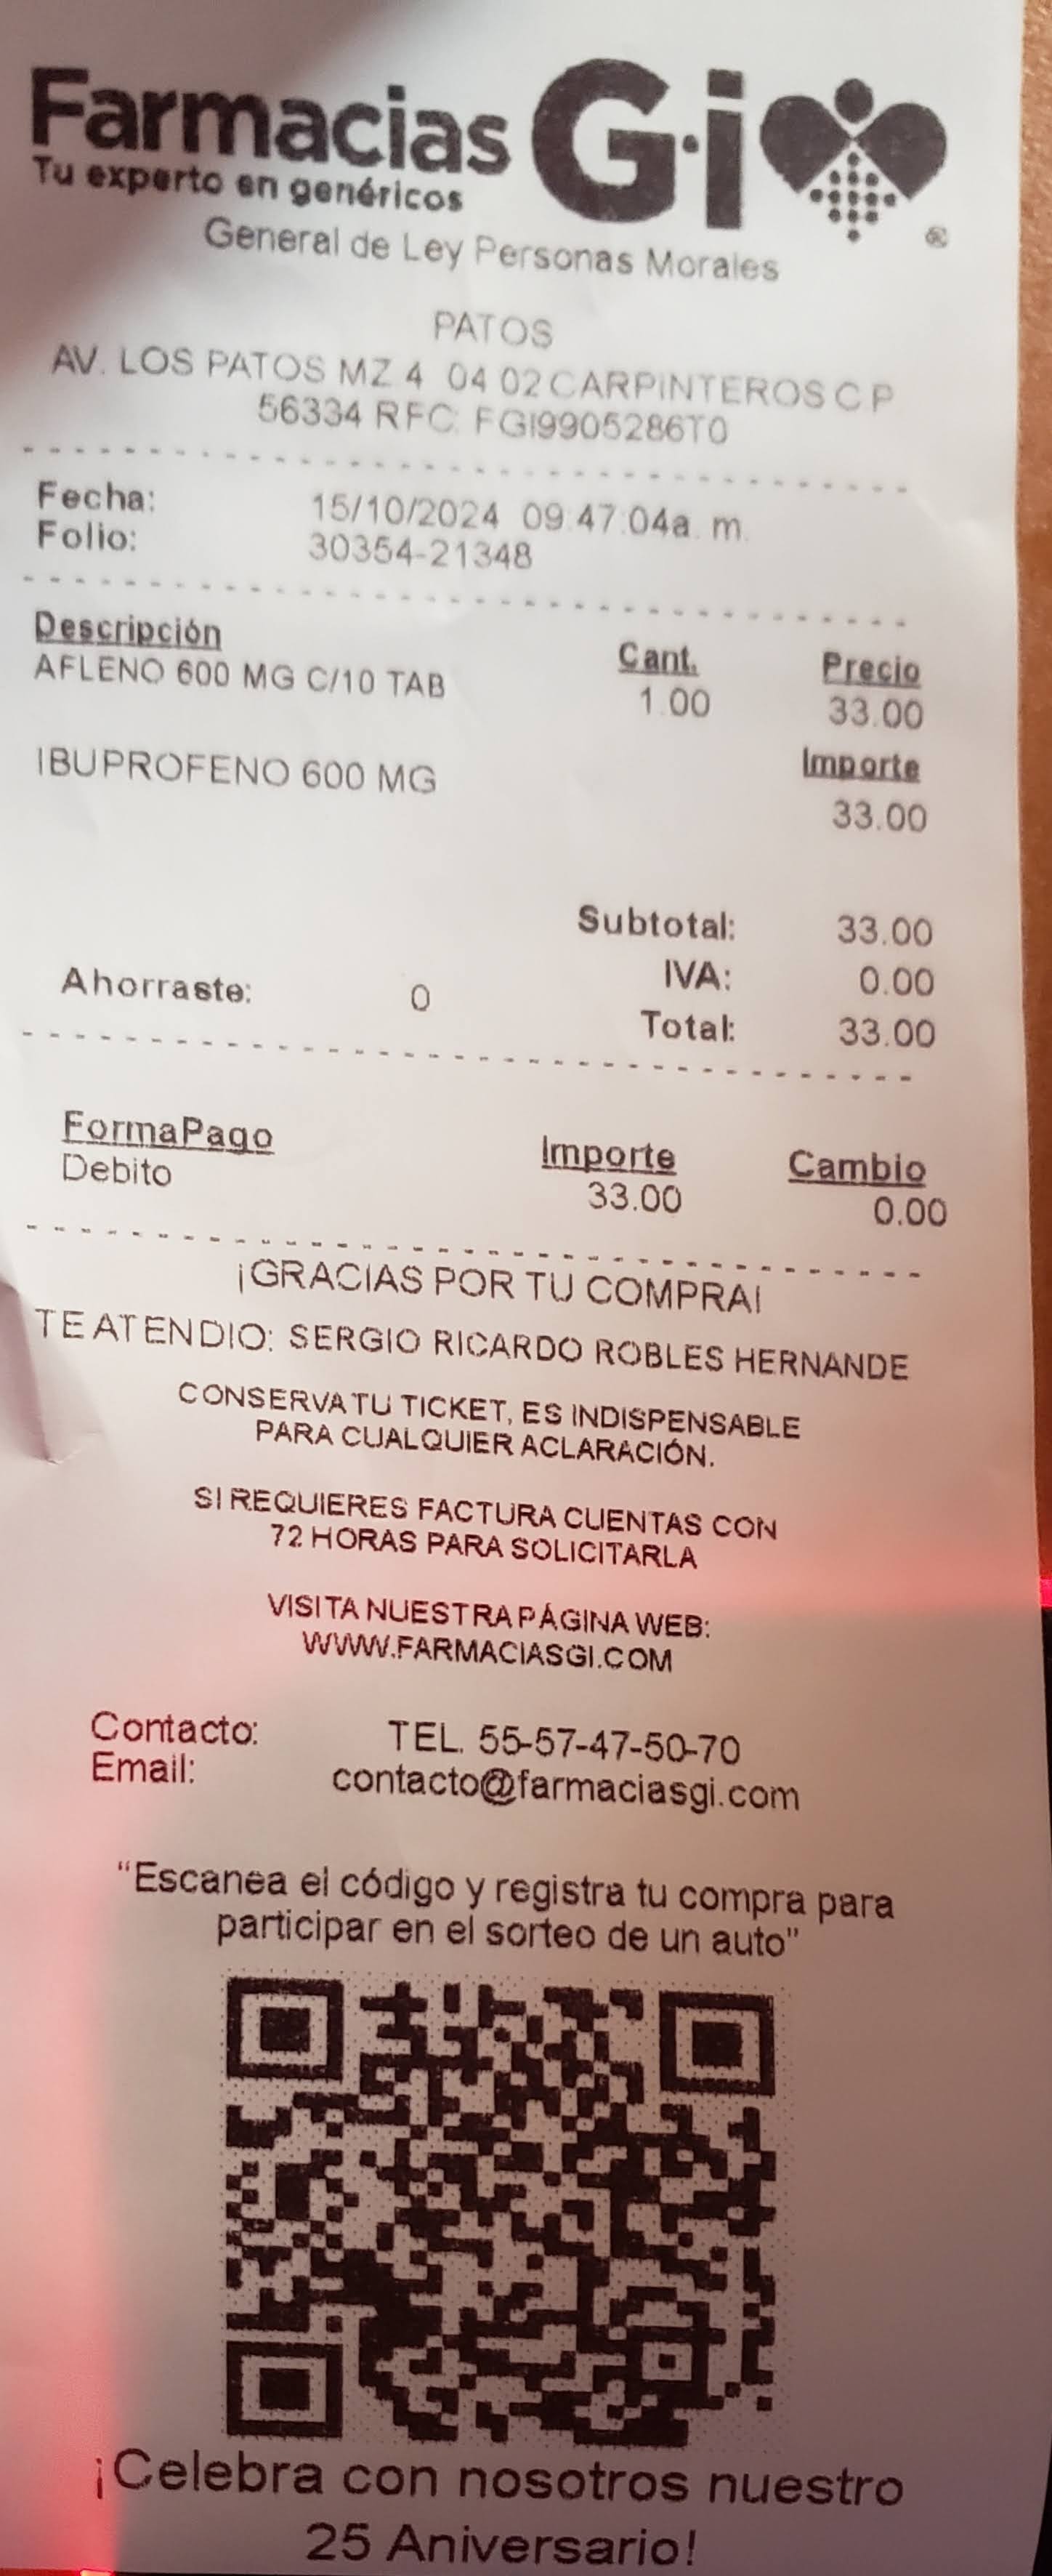 Farmacias G·i
Tu experto en genéricos
®
General de Ley Personas Morales
PATOS
AV. LOS PATOS MZ 4 04 02 CARPINTEROS C P
56334 RFC: FGI9905286T0
Fecha: 15/10/2024 09:47:04a. m.
Folio: 30354-21348
Descripción Cant. Precio
AFLENO 600 MG C/10 TAB 1.00 33.00
IBUPROFENO 600 MG Importe
33.00
Subtotal: 33.00
Ahorraste: 0 IVA: 0.00
Total: 33.00
FormaPago Importe Cambio
Debito 33.00 0.00
¡GRACIAS POR TU COMPRA!
TE ATENDIO: SERGIO RICARDO ROBLES HERNANDE
CONSERVA TU TICKET, ES INDISPENSABLE
PARA CUALQUIER ACLARACIÓN.
SI REQUIERES FACTURA CUENTAS CON
72 HORAS PARA SOLICITARLA
VISITA NUESTRA PÁGINA WEB:
WWW.FARMACIASGI.COM
Contacto: TEL. 55-57-47-50-70
Email: contacto@farmaciasgi.com
“Escanea el código y registra tu compra para
participar en el sorteo de un auto”
¡Celebra con nosotros nuestro
25 Aniversario!